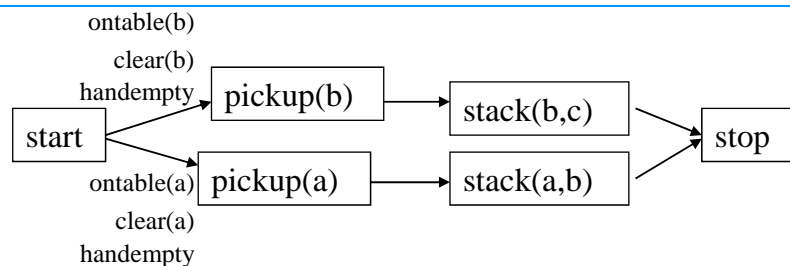 ontable(b)
clear(b)
handempty
pickup(b)
stack(b,c)
start
stop
ontable(a)
pickup(a)
stack(a,b)
clear(a)
handempty